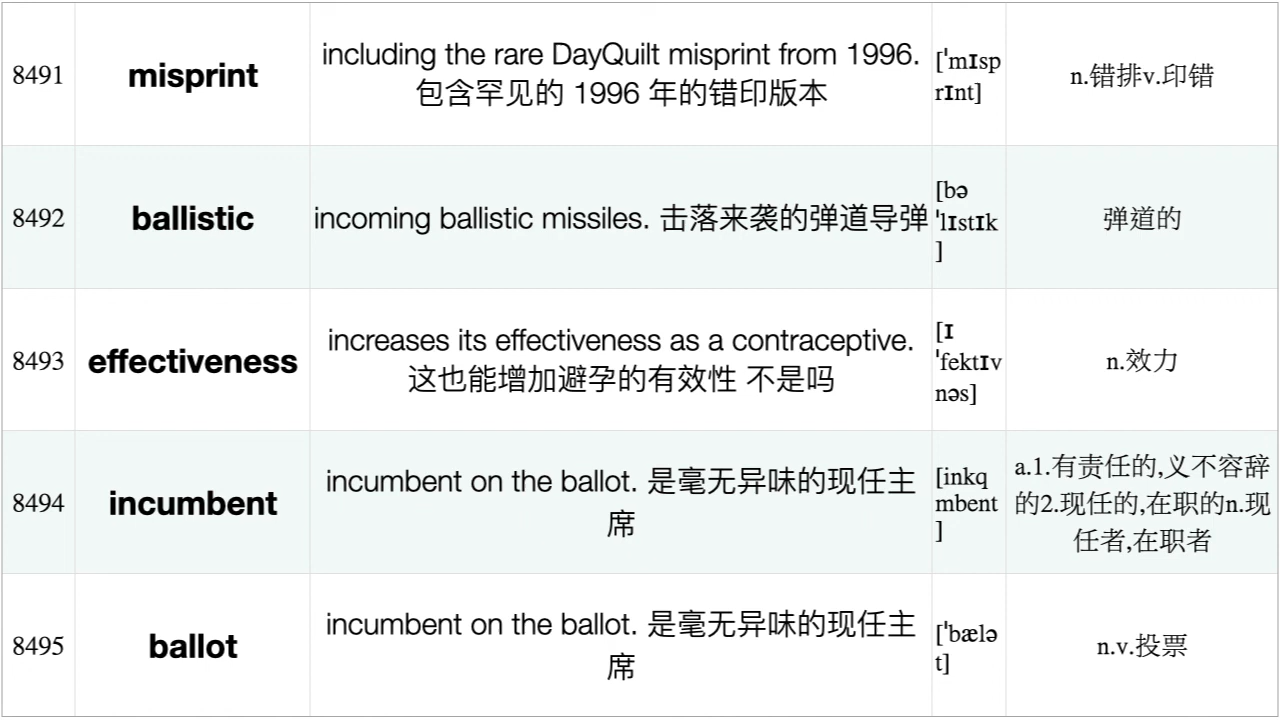 8491
misprint
including the rare DayQuilt misprint from 1996.
包含罕见的 1996 年的错印版本
[ˈmɪsp
rɪnt]
n.错排v.印错
8492
ballistic
incoming ballistic missiles. 击落来袭的弹道导弹
[bə
ˈlɪstɪk
]
弹道的
8493
effectiveness
increases its effectiveness as a contraceptive.
这也能增加避孕的有效性 不是吗
[ɪ
ˈfektɪv
nəs]
n.效力
8494
incumbent
incumbent on the ballot. 是毫无异味的现任主
席
[inkq
mbent
]
a.1.有责任的,义不容辞
的2.现任的,在职的n.现
任者,在职者
8495
ballot
incumbent on the ballot. 是毫无异味的现任主
席
[ˈbælə
t]
n.v.投票